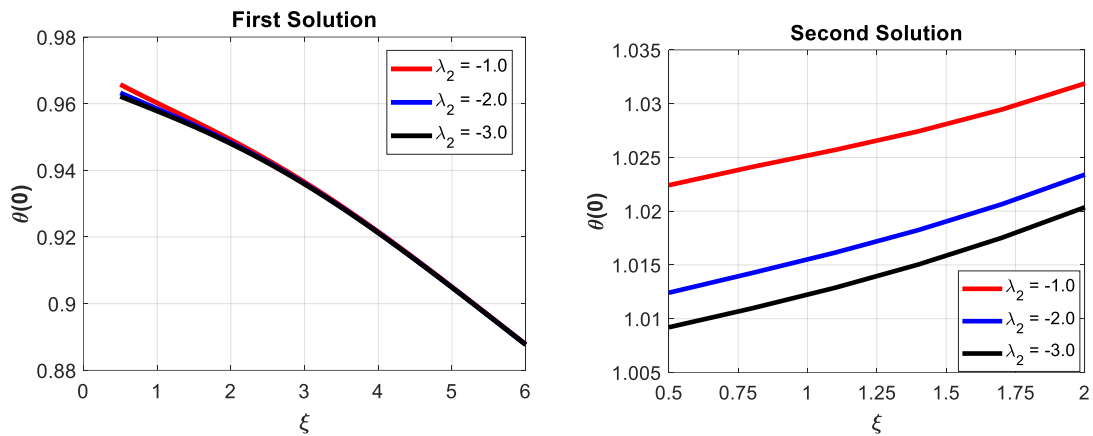 First Solution
0.98
0.96
0.94
0.92
0.9
0.88
θ(0)
0 1 2 3 4 5 6
ξ
λ₂ = -1.0
λ₂ = -2.0
λ₂ = -3.0
Second Solution
1.035
1.03
1.025
1.02
1.015
1.01
1.005
θ(0)
0.5 0.75 1 1.25 1.5 1.75 2
ξ
λ₂ = -1.0
λ₂ = -2.0
λ₂ = -3.0